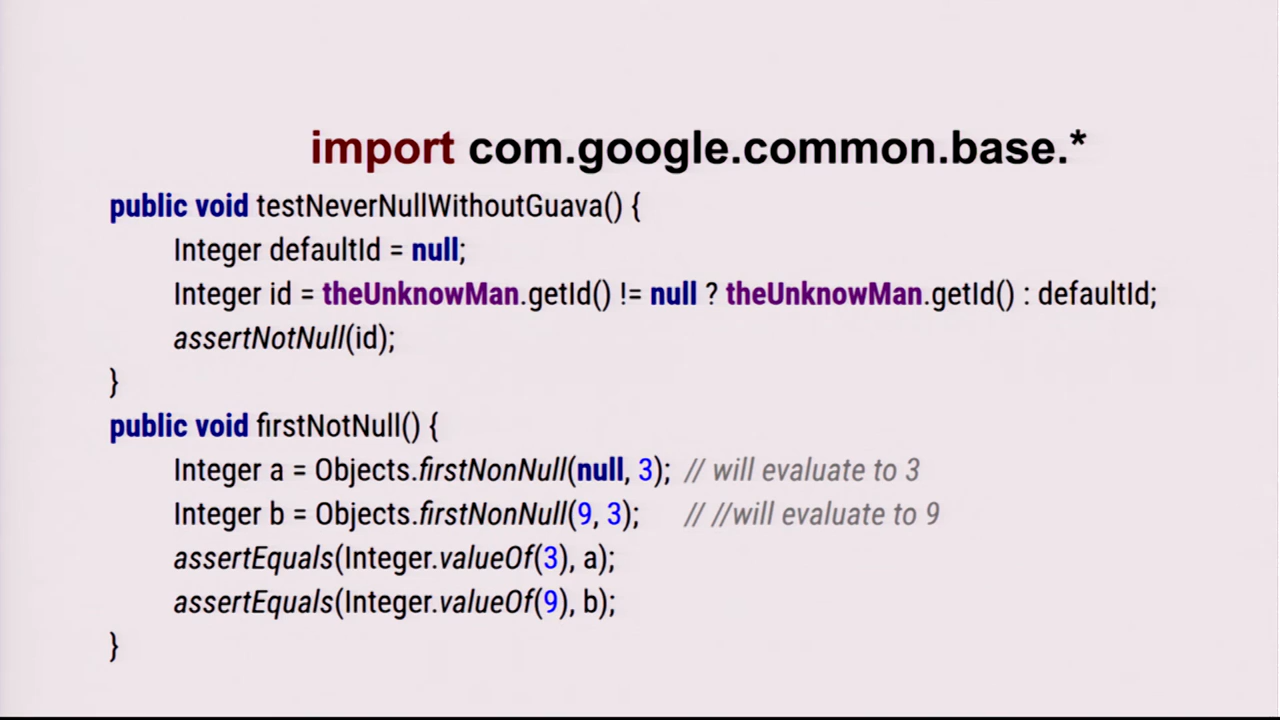 import com.google.common.base.*
public void testNeverNullWithoutGuava() {
Integer defaultId = null;
Integer id = theUnknowMan.getId() != null ? theUnknowMan.getId() : defaultId;
assertNotNull(id);
}
public void firstNotNull() {
Integer a = Objects.firstNonNull(null, 3); // will evaluate to 3
Integer b = Objects.firstNonNull(9, 3); // //will evaluate to 9
assertEquals(Integer.valueOf(3), a);
assertEquals(Integer.valueOf(9), b);
}